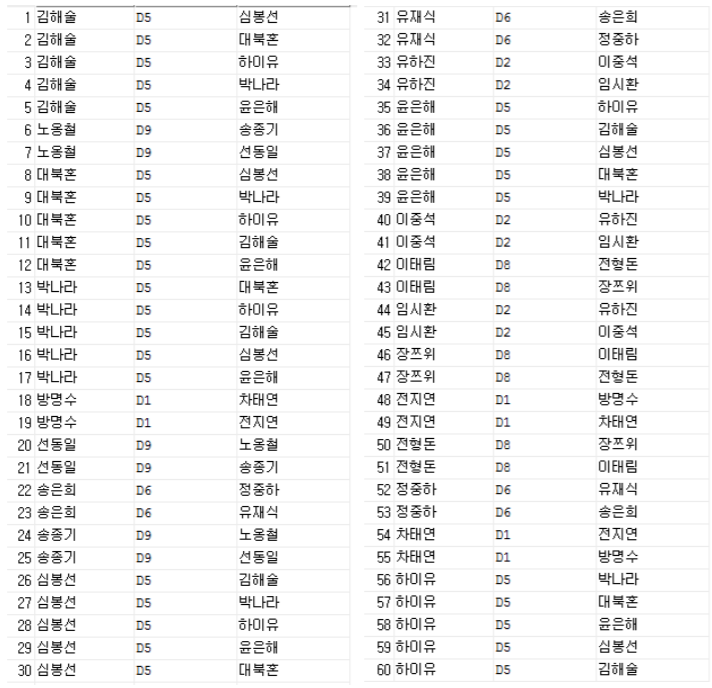 1 김해술 D5 심봉선
2 김해술 D5 대북혼
3 김해술 D5 하이유
4 김해술 D5 박나라
5 김해술 D5 윤은해
6 노옹철 D9 송종기
7 노옹철 D9 선동일
8 대북혼 D5 심봉선
9 대북혼 D5 박나라
10 대북혼 D5 하이유
11 대북혼 D5 김해술
12 대북혼 D5 윤은해
13 박나라 D5 대북혼
14 박나라 D5 하이유
15 박나라 D5 김해술
16 박나라 D5 심봉선
17 박나라 D5 윤은해
18 방명수 D1 차태연
19 방명수 D1 전지연
20 선동일 D9 노옹철
21 선동일 D9 송종기
22 송은희 D6 정중하
23 송은희 D6 유재식
24 송종기 D9 노옹철
25 송종기 D9 선동일
26 심봉선 D5 김해술
27 심봉선 D5 박나라
28 심봉선 D5 하이유
29 심봉선 D5 윤은해
30 심봉선 D5 대북혼
31 유재식 D6 송은희
32 유재식 D6 정중하
33 유하진 D2 이중석
34 유하진 D2 임시환
35 윤은해 D5 하이유
36 윤은해 D5 김해술
37 윤은해 D5 심봉선
38 윤은해 D5 대북혼
39 윤은해 D5 박나라
40 이중석 D2 유하진
41 이중석 D2 임시환
42 이태림 D8 전형돈
43 이태림 D8 장쯔위
44 임시환 D2 유하진
45 임시환 D2 이중석
46 장쯔위 D8 이태림
47 장쯔위 D8 전형돈
48 전지연 D1 방명수
49 전지연 D1 차태연
50 전형돈 D8 장쯔위
51 전형돈 D8 이태림
52 정중하 D6 유재식
53 정중하 D6 송은희
54 차태연 D1 전지연
55 차태연 D1 방명수
56 하이유 D5 박나라
57 하이유 D5 대북혼
58 하이유 D5 윤은해
59 하이유 D5 심봉선
60 하이유 D5 김해술